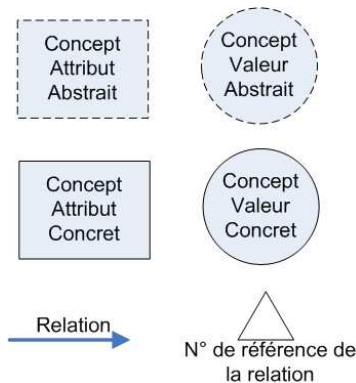 Concept
Attribut
Abstrait
Concept
Valeur
Abstrait
Concept
Attribut
Concret
Concept
Valeur
Concret
Relation
N° de référence de
la relation